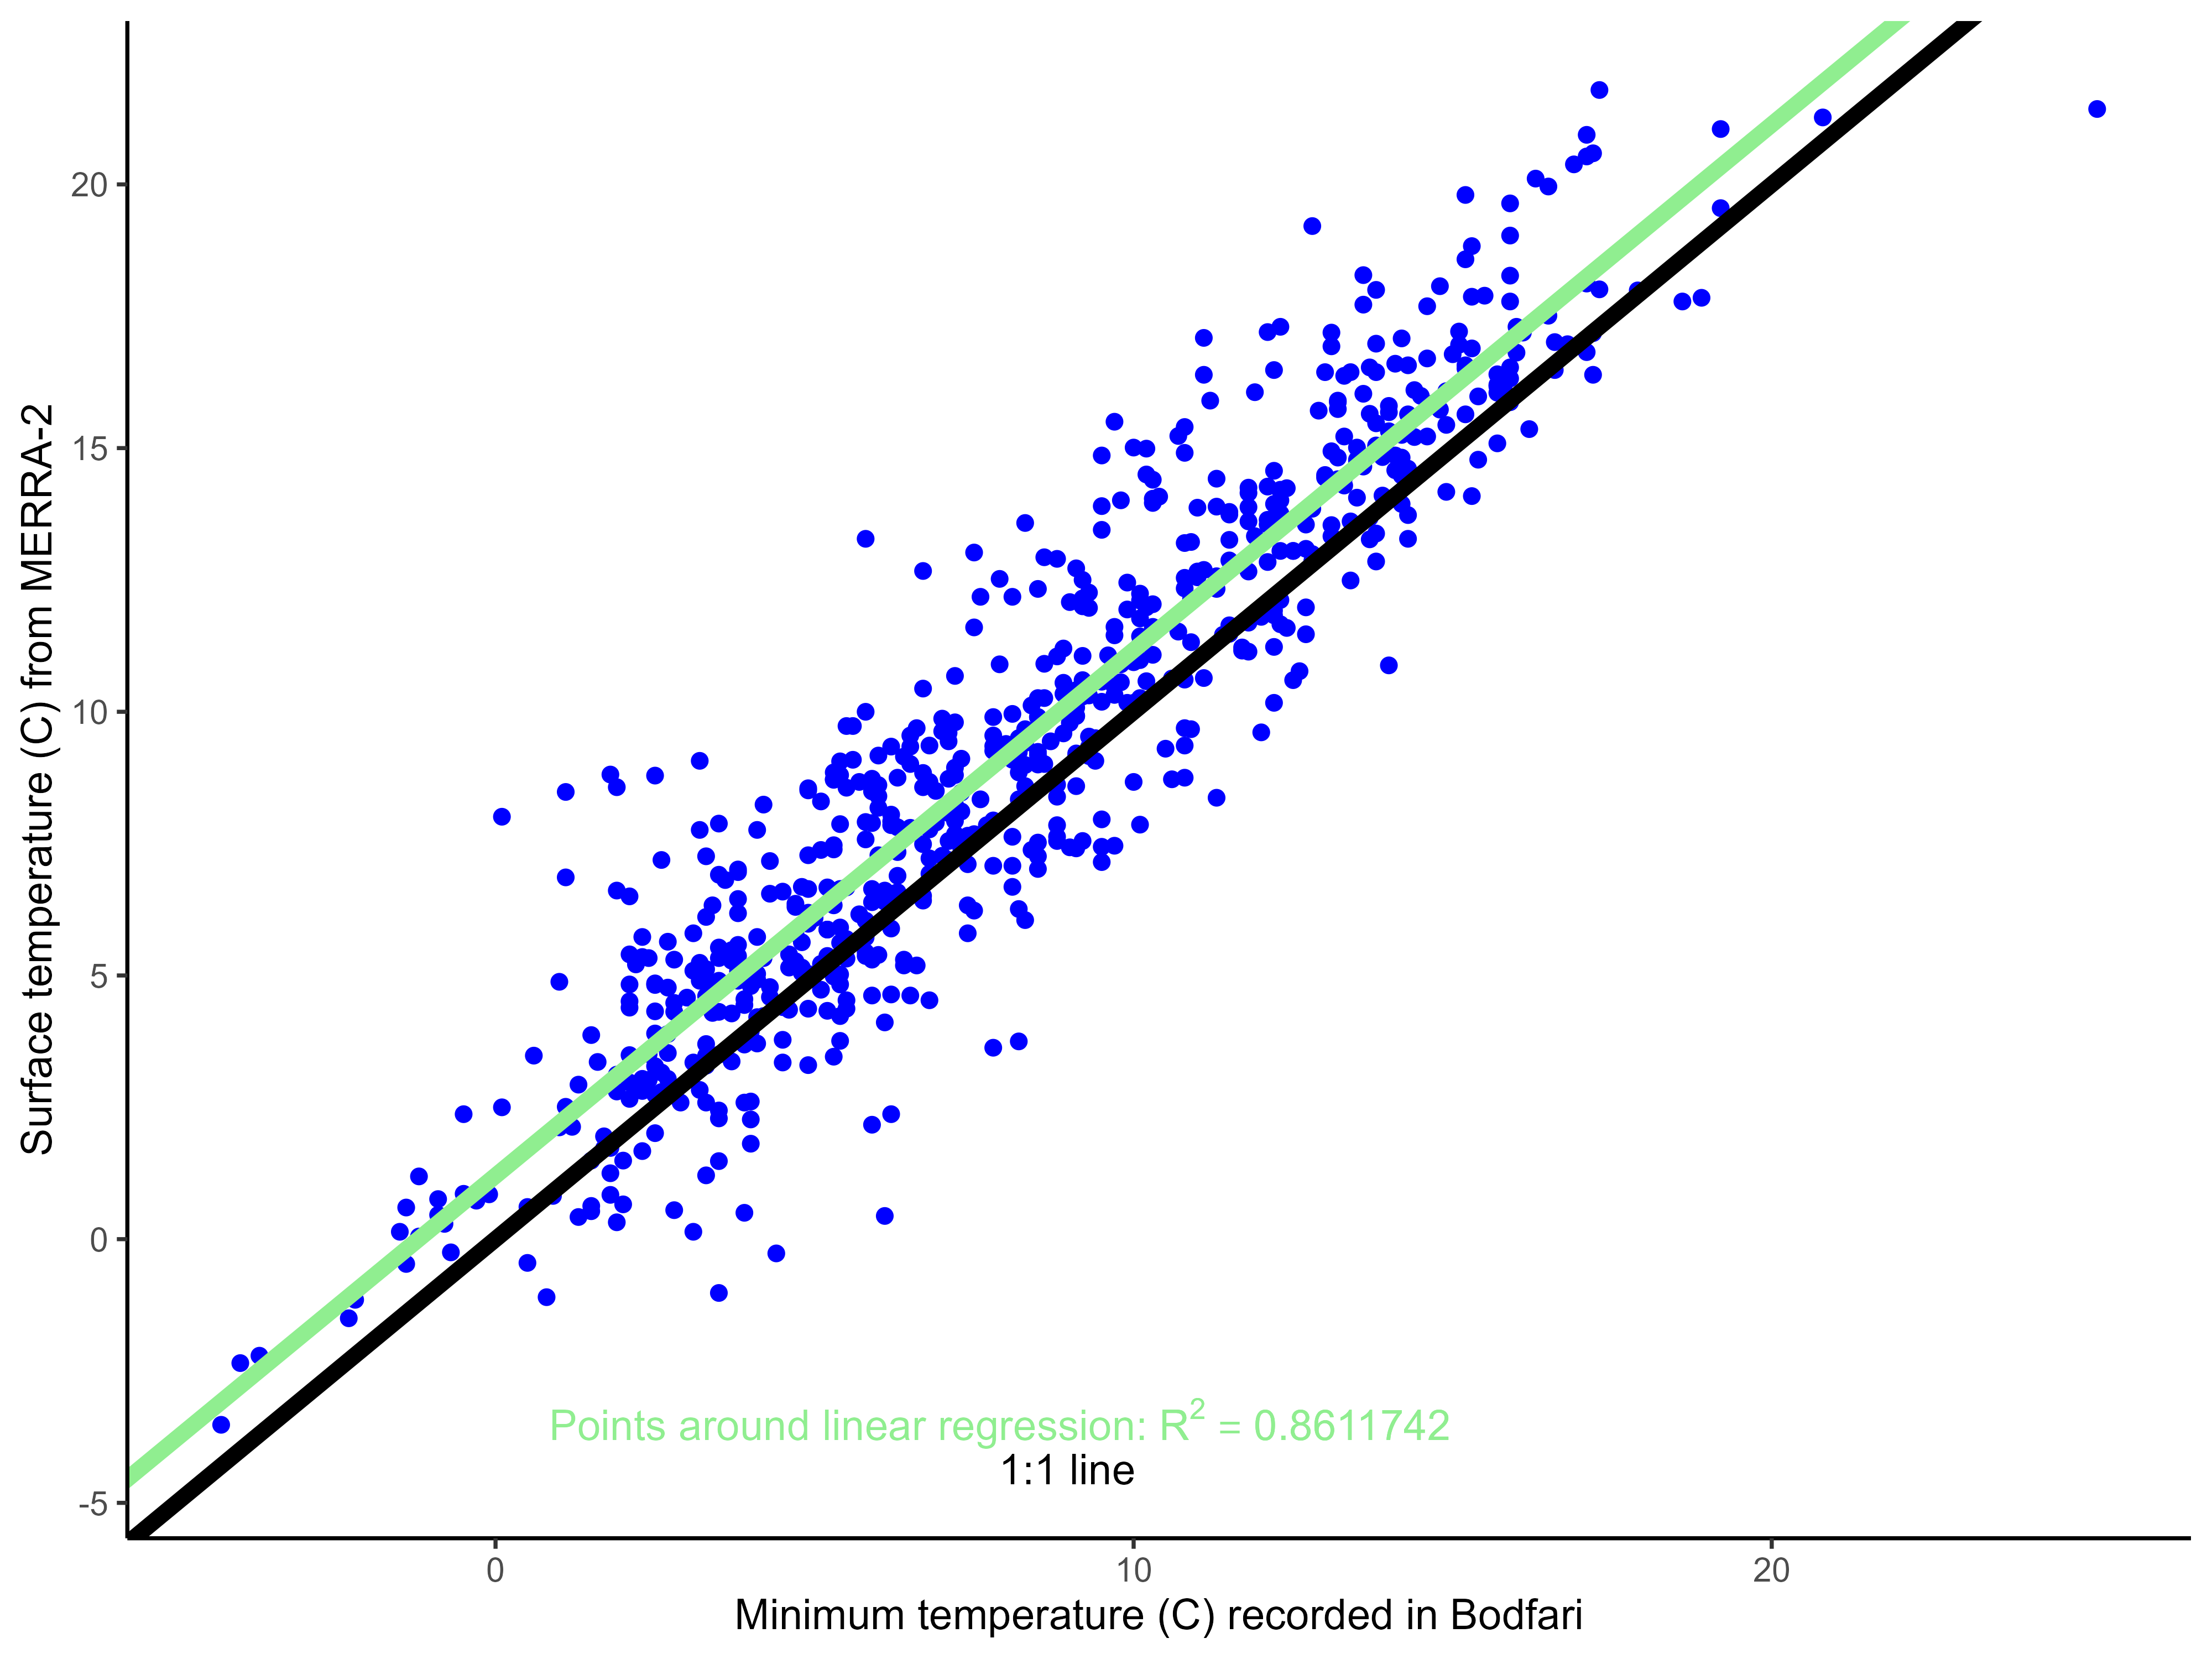 Surface temperature (C) from MERRA-2
20
15
10
5
0
-5
Points around linear regression: R² = 0.8611742
1:1 line
0 10 20
Minimum temperature (C) recorded in Bodfari